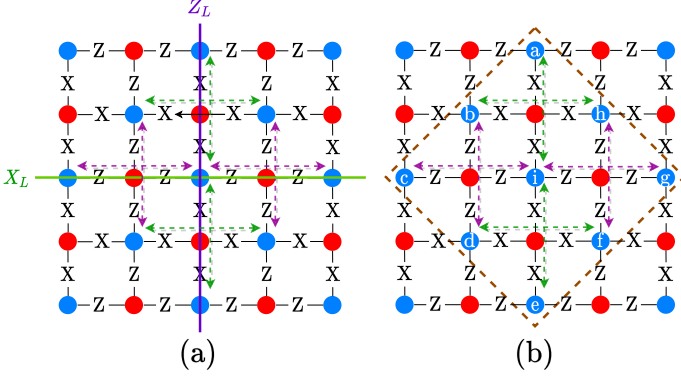 Z_L
Z Z Z Z Z Z a Z Z
X Z X Z X X Z X Z X
X X X X X b X X h X
X Z X Z X X Z X Z X
X_L Z Z Z Z c Z Z i Z Z g
X Z X Z X X Z X Z X
X X X X X d X X f X
X Z X Z X X Z X Z X
Z Z Z Z Z Z e Z Z
(a) (b)